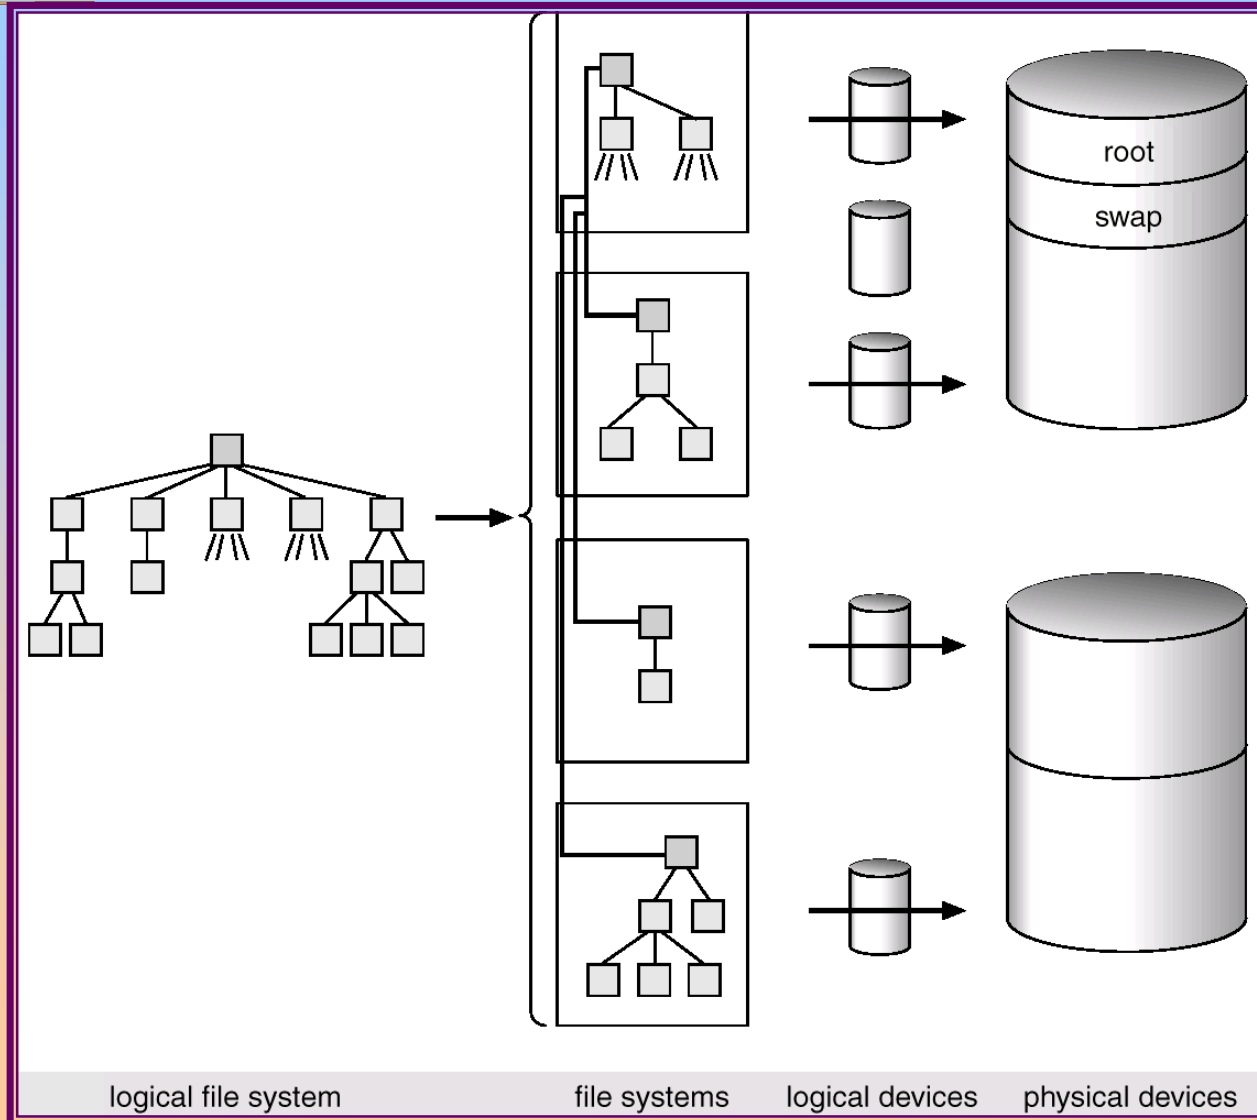 root
swap
logical file system
file systems
logical devices
physical devices